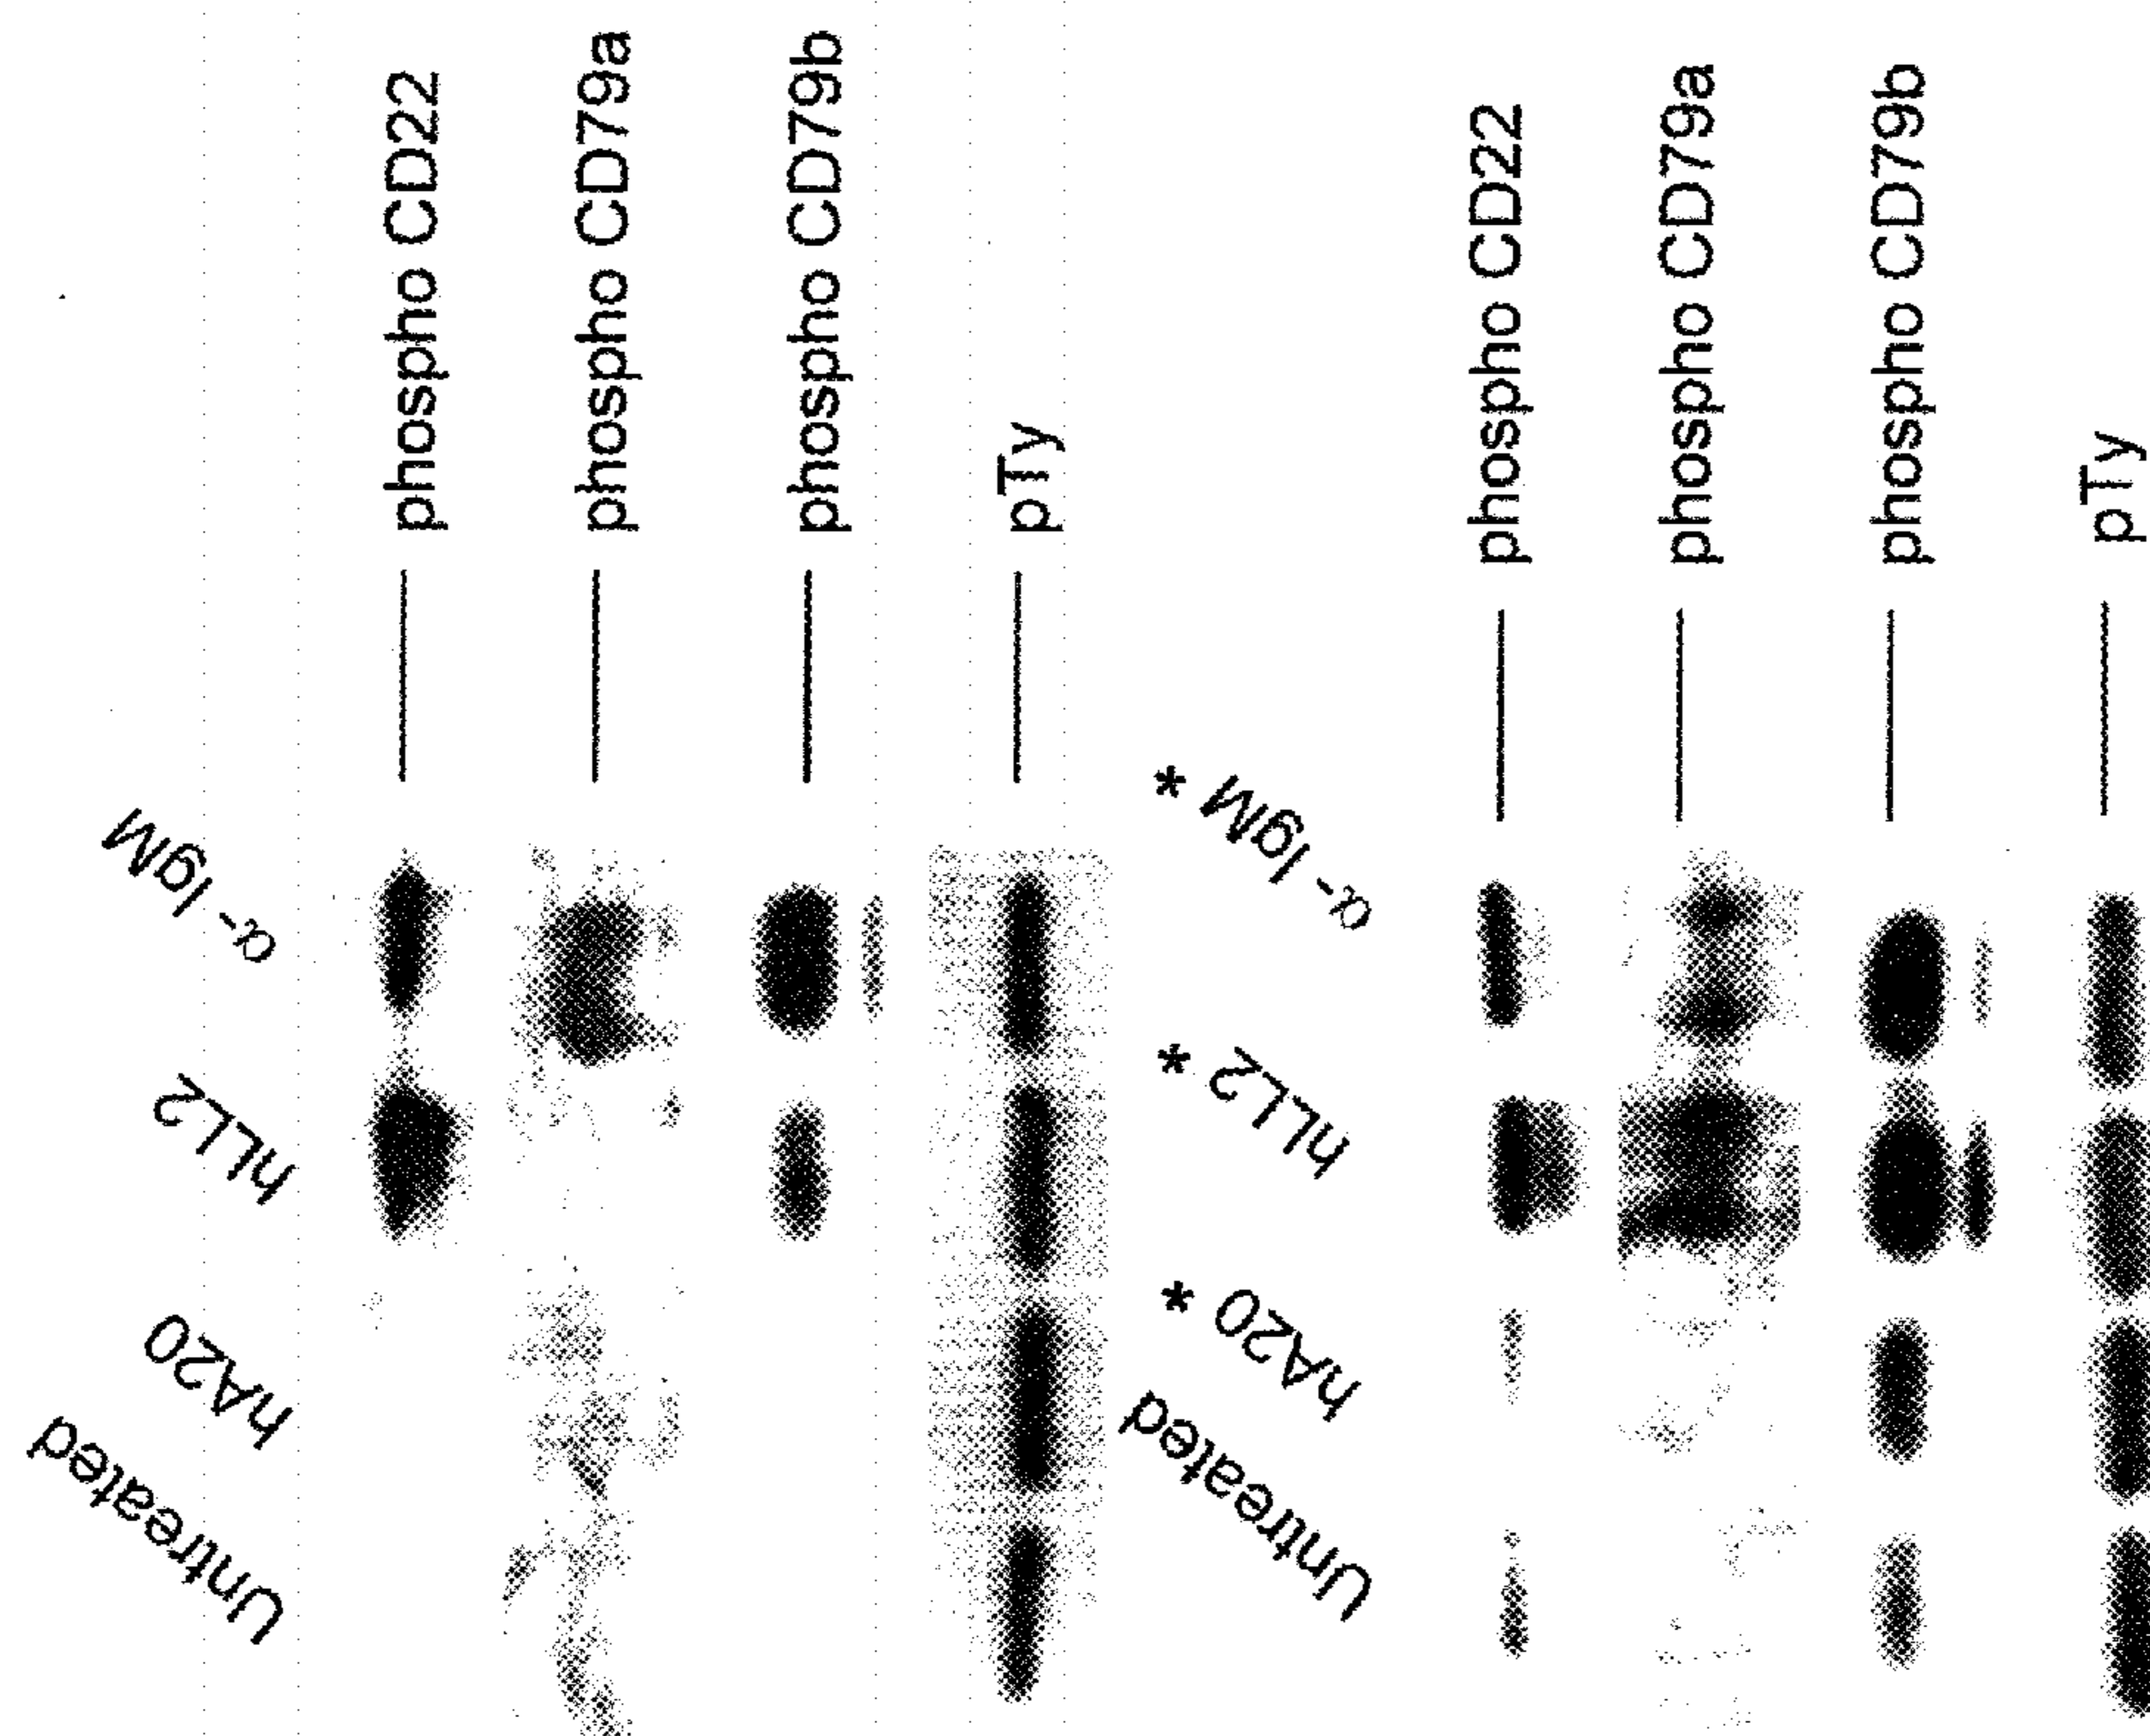 Untreated
hA20
hLL2
α- IgM
phospho CD22
phospho CD79a
phospho CD79b
pTy
Untreated
hA20 *
hLL2 *
α- IgM *
phospho CD22
phospho CD79a
phospho CD79b
pTy